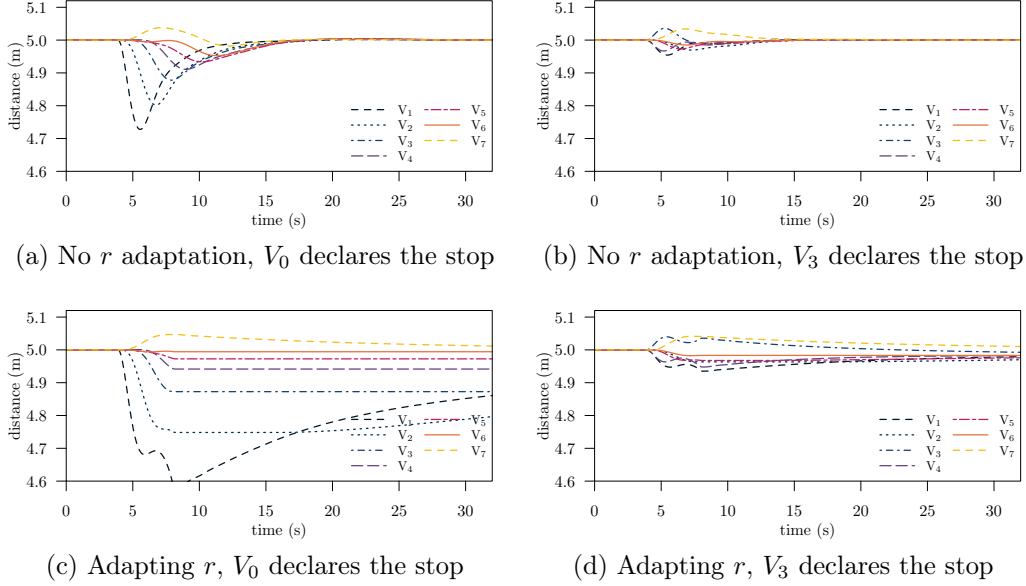 5.1
5.0
4.9
4.8
4.7
4.6
distance (m)
V1
V2
V3
V4
V5
V6
V7
0 5 10 15 20 25 30
time (s)
(a) No r adaptation, V0 declares the stop
5.1
5.0
4.9
4.8
4.7
4.6
distance (m)
V1
V2
V3
V4
V5
V6
V7
0 5 10 15 20 25 30
time (s)
(b) No r adaptation, V3 declares the stop
5.1
5.0
4.9
4.8
4.7
4.6
distance (m)
V1
V2
V3
V4
V5
V6
V7
0 5 10 15 20 25 30
time (s)
(c) Adapting r, V0 declares the stop
5.1
5.0
4.9
4.8
4.7
4.6
distance (m)
V1
V2
V3
V4
V5
V6
V7
0 5 10 15 20 25 30
time (s)
(d) Adapting r, V3 declares the stop